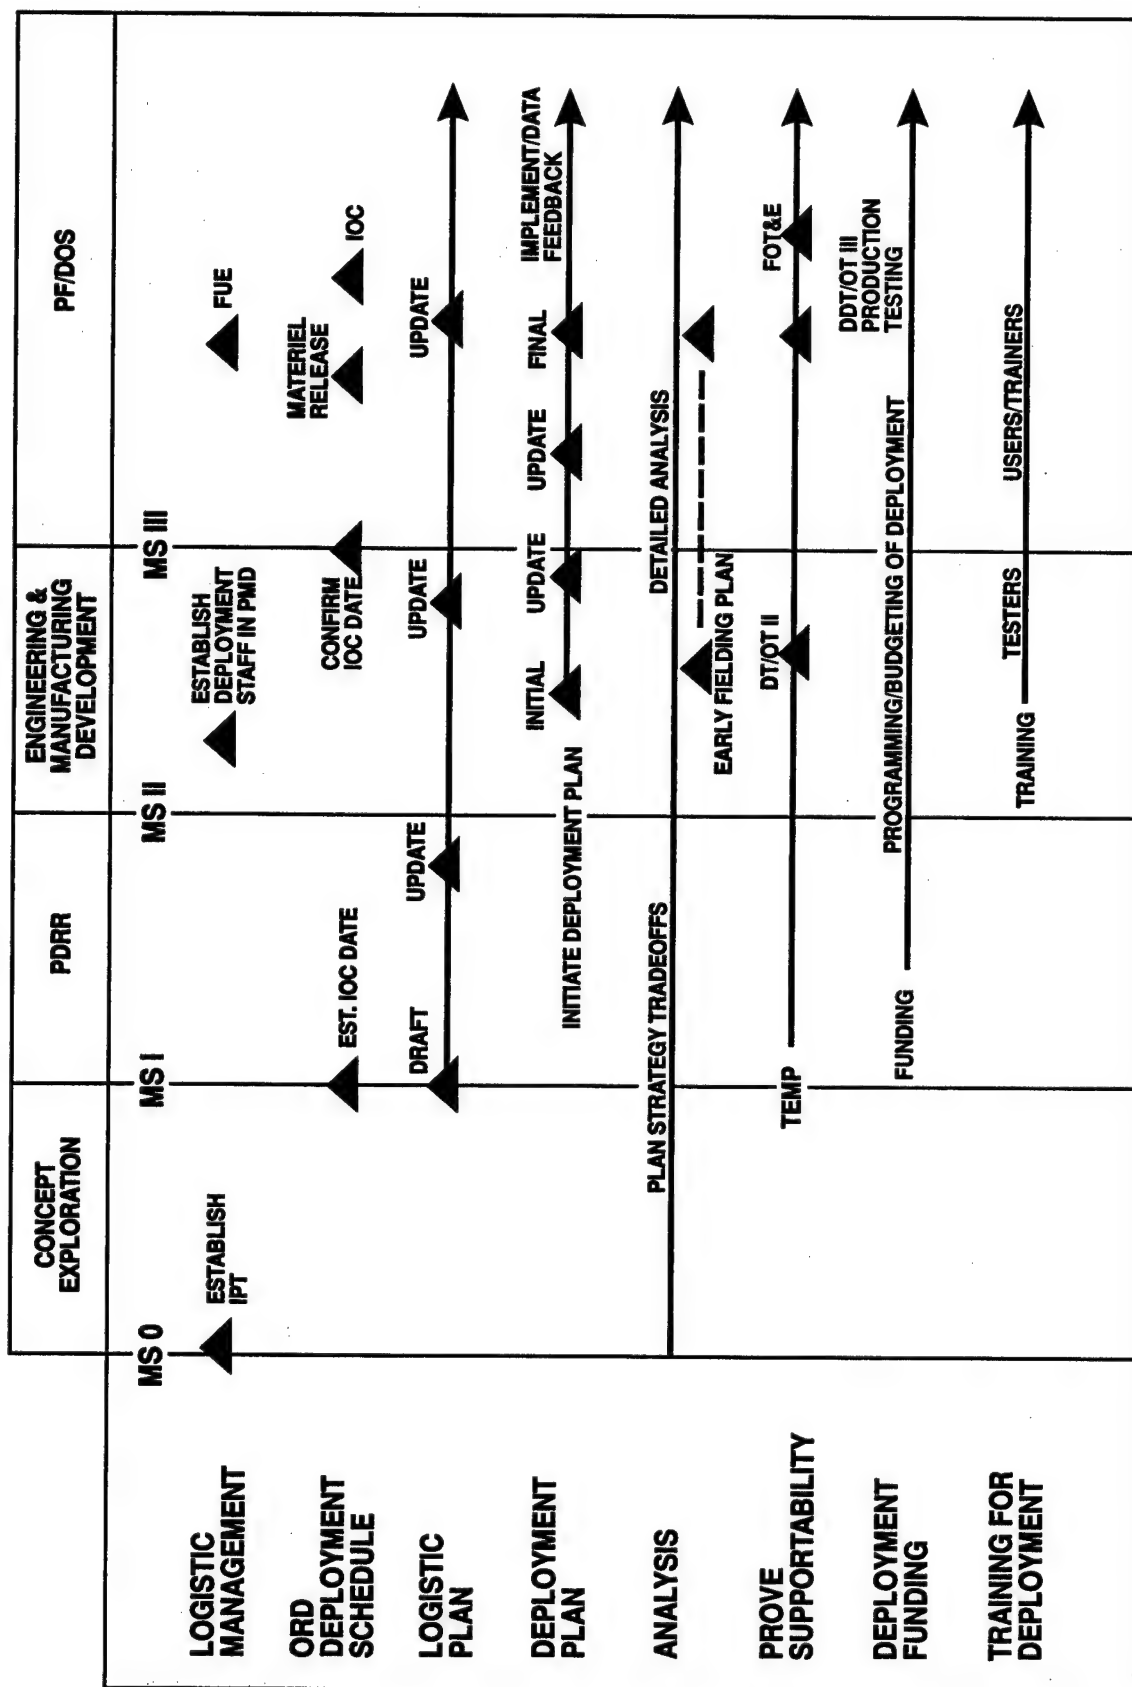 CONCEPT
EXPLORATION
PDRR
ENGINEERING &
MANUFACTURING
DEVELOPMENT
PF/DOS
MS 0
MS I
MS II
MS III
LOGISTIC
MANAGEMENT
ESTABLISH
IPT
ESTABLISH
DEPLOYMENT
STAFF IN PMD
FUE
ORD
DEPLOYMENT
SCHEDULE
EST. IOC DATE
CONFIRM
IOC DATE
MATERIEL
RELEASE
IOC
LOGISTIC
PLAN
DRAFT
UPDATE
UPDATE
UPDATE
DEPLOYMENT
PLAN
INITIATE DEPLOYMENT PLAN
INITIAL
UPDATE
UPDATE
FINAL
IMPLEMENT/DATA
FEEDBACK
ANALYSIS
PLAN STRATEGY TRADEOFFS
DETAILED ANALYSIS
EARLY FIELDING PLAN
PROVE
SUPPORTABILITY
TEMP
DT/OT II
FOT&E
DDT/OT III
PRODUCTION
TESTING
DEPLOYMENT
FUNDING
FUNDING
PROGRAMMING/BUDGETING OF DEPLOYMENT
TRAINING FOR
DEPLOYMENT
TRAINING
TESTERS
USERS/TRAINERS